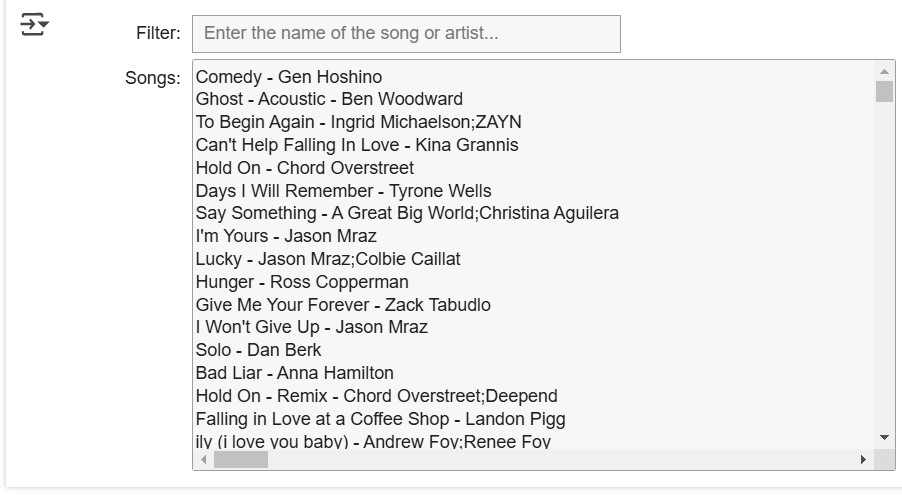 Filter: Enter the name of the song or artist...
Songs: Comedy - Gen Hoshino
Ghost - Acoustic - Ben Woodward
To Begin Again - Ingrid Michaelson;ZAYN
Can't Help Falling In Love - Kina Grannis
Hold On - Chord Overstreet
Days I Will Remember - Tyrone Wells
Say Something - A Great Big World;Christina Aguilera
I'm Yours - Jason Mraz
Lucky - Jason Mraz;Colbie Caillat
Hunger - Ross Copperman
Give Me Your Forever - Zack Tabudlo
I Won't Give Up - Jason Mraz
Solo - Dan Berk
Bad Liar - Anna Hamilton
Hold On - Remix - Chord Overstreet;Deepend
Falling in Love at a Coffee Shop - Landon Pigg
ily (i love you baby) - Andrew Foy;Renee Foy